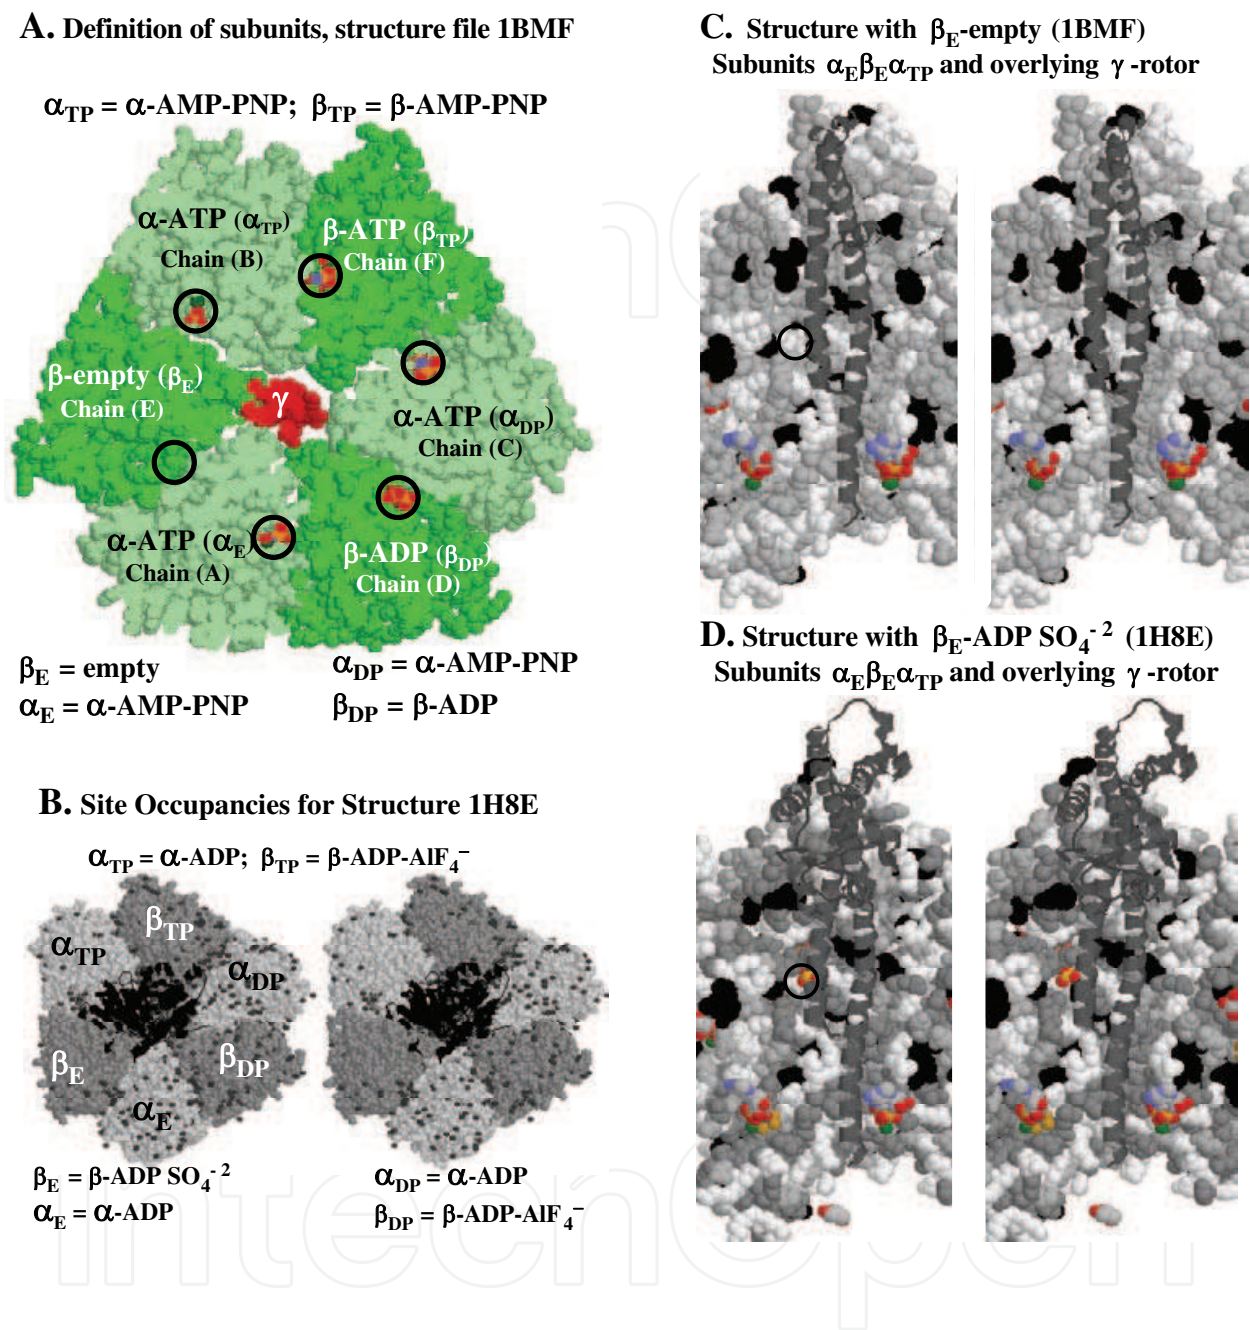 A. Definition of subunits, structure file 1BMF
αTP = α-AMP-PNP; βTP = β-AMP-PNP
α-ATP (αTP)
Chain (B)
β-ATP (βTP)
Chain (F)
β-empty (βE)
Chain (E)
γ
α-ATP (αDP)
Chain (C)
α-ATP (αE)
Chain (A)
β-ADP (βDP)
Chain (D)
βE = empty
αE = α-AMP-PNP
αDP = α-AMP-PNP
βDP = β-ADP
B. Site Occupancies for Structure 1H8E
αTP = α-ADP; βTP = β-ADP-AlF4⁻
βTP
αTP
αDP
βE
βDP
αE
βE = β-ADP SO4⁻²
αE = α-ADP
αDP = α-ADP
βDP = β-ADP-AlF4⁻
C. Structure with βE-empty (1BMF)
Subunits αEβEαTP and overlying γ -rotor
D. Structure with βE-ADP SO4⁻² (1H8E)
Subunits αEβEαTP and overlying γ -rotor
intechopen